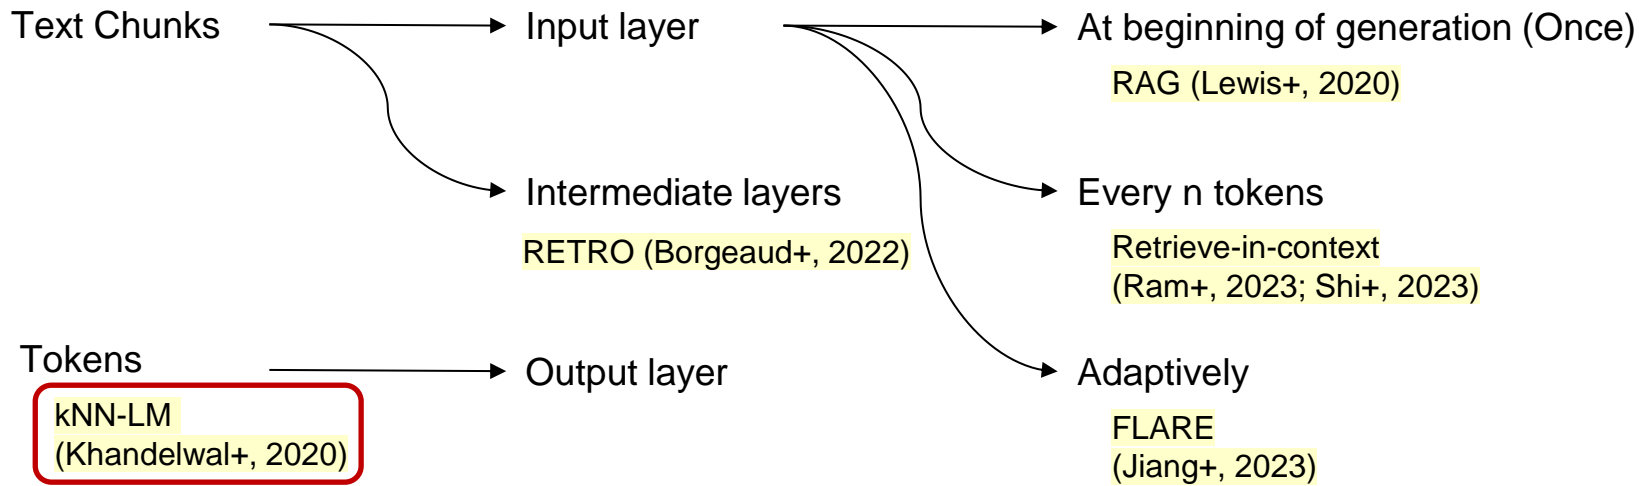 Text Chunks
Input layer
At beginning of generation (Once)
RAG (Lewis+, 2020)
Intermediate layers
RETRO (Borgeaud+, 2022)
Every n tokens
Retrieve-in-context
(Ram+, 2023; Shi+, 2023)
Tokens
kNN-LM
(Khandelwal+, 2020)
Output layer
Adaptively
FLARE
(Jiang+, 2023)